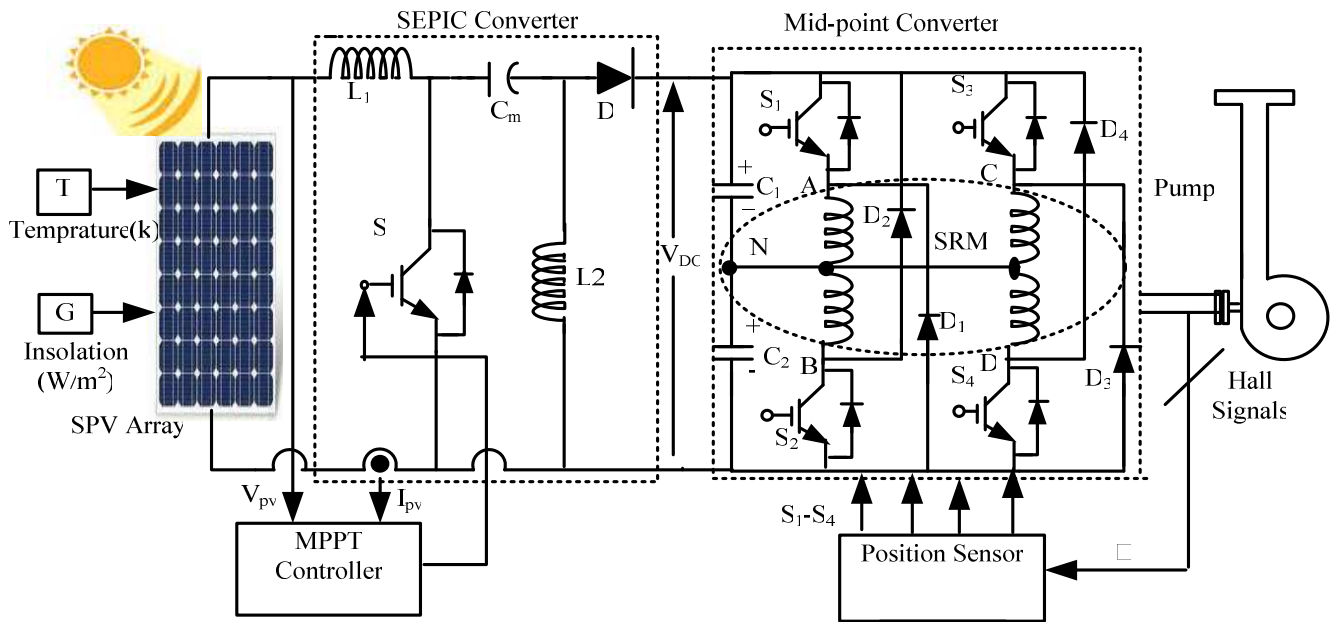 SEPIC Converter
Mid-point Converter
L1
Cm
D
S1
S3
D4
T
Temprature(k)
C1
+
−
A
C
Pump
D2
S
N
SRM
VDC
L2
G
Insolation
(W/m²)
D1
+
C2
-
B
S4
D
D3
Hall
Signals
SPV Array
S2
Vpv
Ipv
S1-S4
MPPT
Controller
Position Sensor